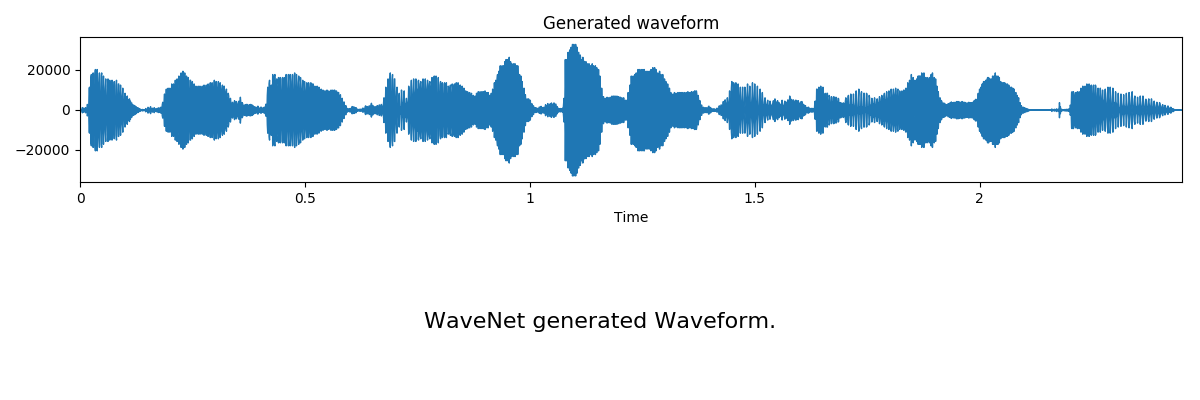 Generated waveform
20000
0
−20000
0 0.5 1 1.5 2
Time
WaveNet generated Waveform.